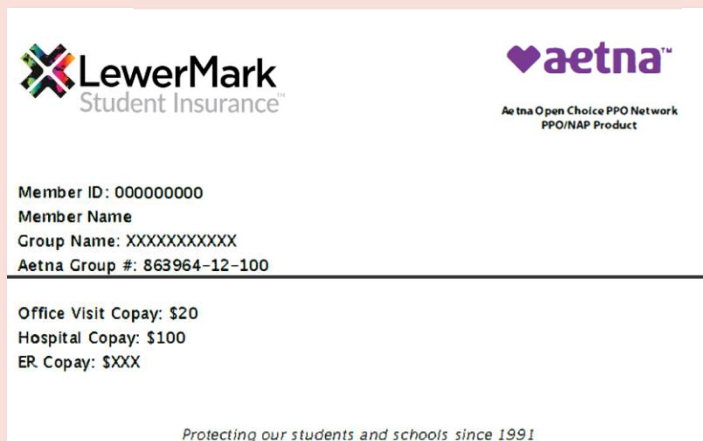 LewerMark
Student Insurance™
aetna™
Aetna Open Choice PPO Network
PPO/NAP Product
Member ID: 000000000
Member Name
Group Name: XXXXXXXXXXX
Aetna Group #: 863964-12-100
Office Visit Copay: $20
Hospital Copay: $100
ER Copay: $XXX
Protecting our students and schools since 1991